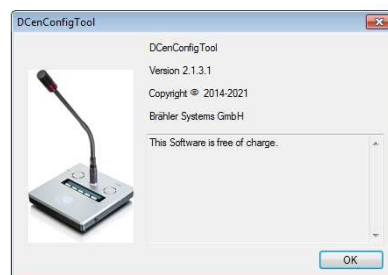 DCenConfigTool
DCenConfigTool
Version 2.1.3.1
Copyright © 2014-2021
Brähler Systems GmbH
This Software is free of charge.
OK